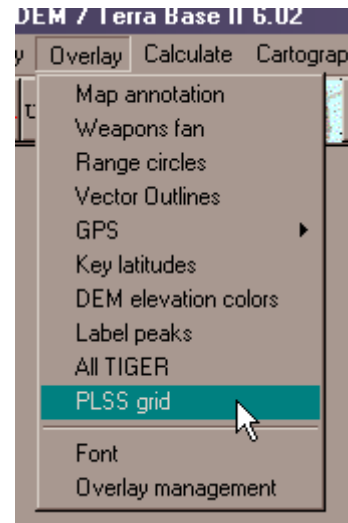 DEM / Terra Base II 6.02
y Overlay Calculate Cartograp
Map annotation
Weapons fan
Range circles
Vector Outlines
GPS
Key latitudes
DEM elevation colors
Label peaks
All TIGER
PLSS grid
Font
Overlay management